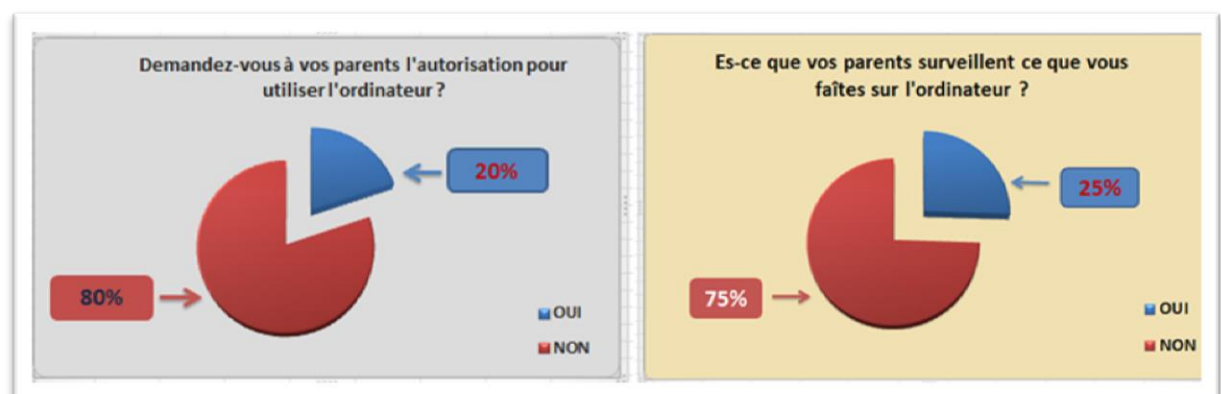 Demandez-vous à vos parents l'autorisation pour
utiliser l'ordinateur ?
20%
80%
OUI
NON
Es-ce que vos parents surveillent ce que vous
faîtes sur l'ordinateur ?
25%
75%
OUI
NON